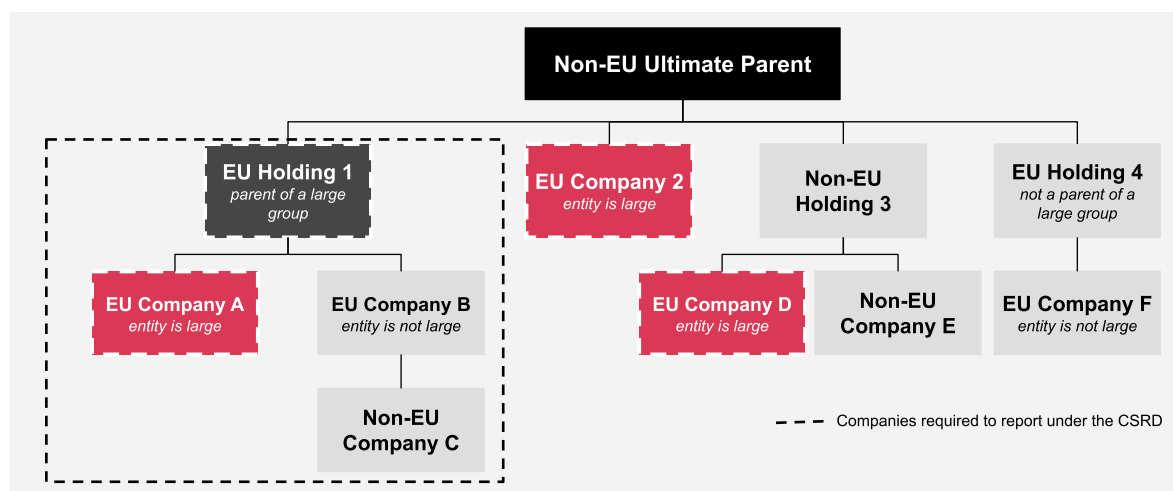 Non-EU Ultimate Parent
EU Holding 1
parent of a large
group
EU Company 2
entity is large
Non-EU
Holding 3
EU Holding 4
not a parent of a
large group
EU Company A
entity is large
EU Company B
entity is not large
EU Company D
entity is large
Non-EU
Company E
EU Company F
entity is not large
Non-EU
Company C
Companies required to report under the CSRD